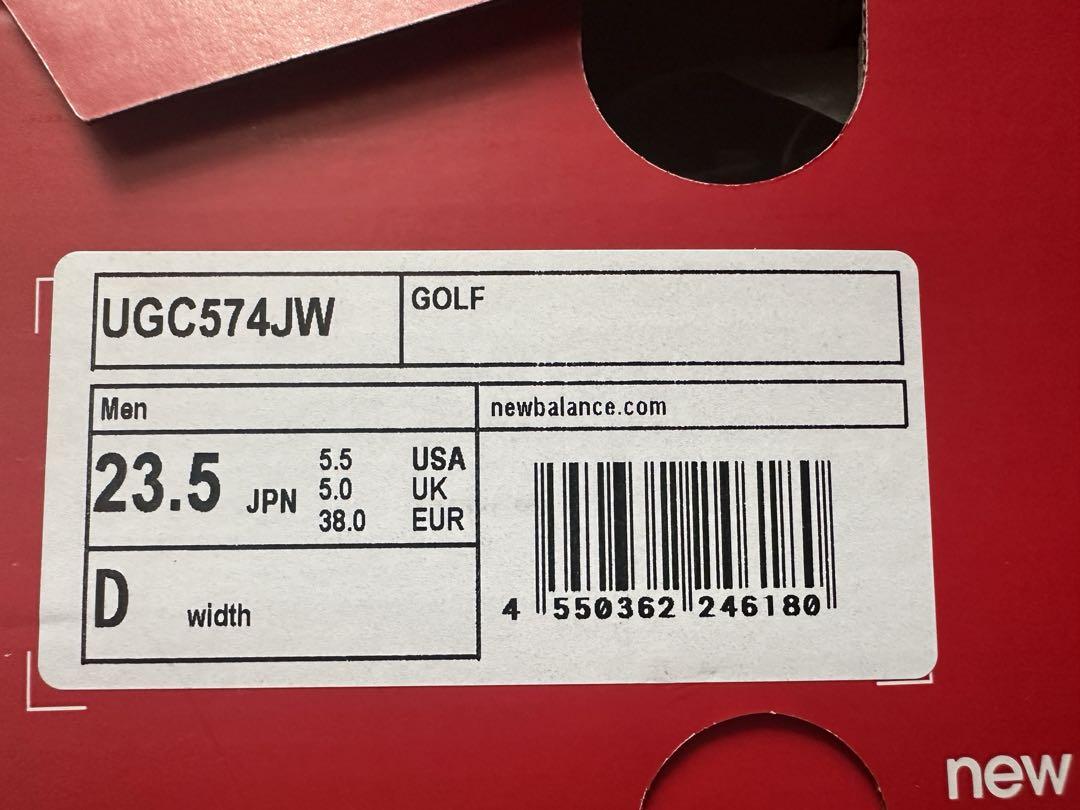 UGC574JW
GOLF
Men
newbalance.com
23.5 JPN
5.5 USA
5.0 UK
38.0 EUR
D width
4 550362 246180
new